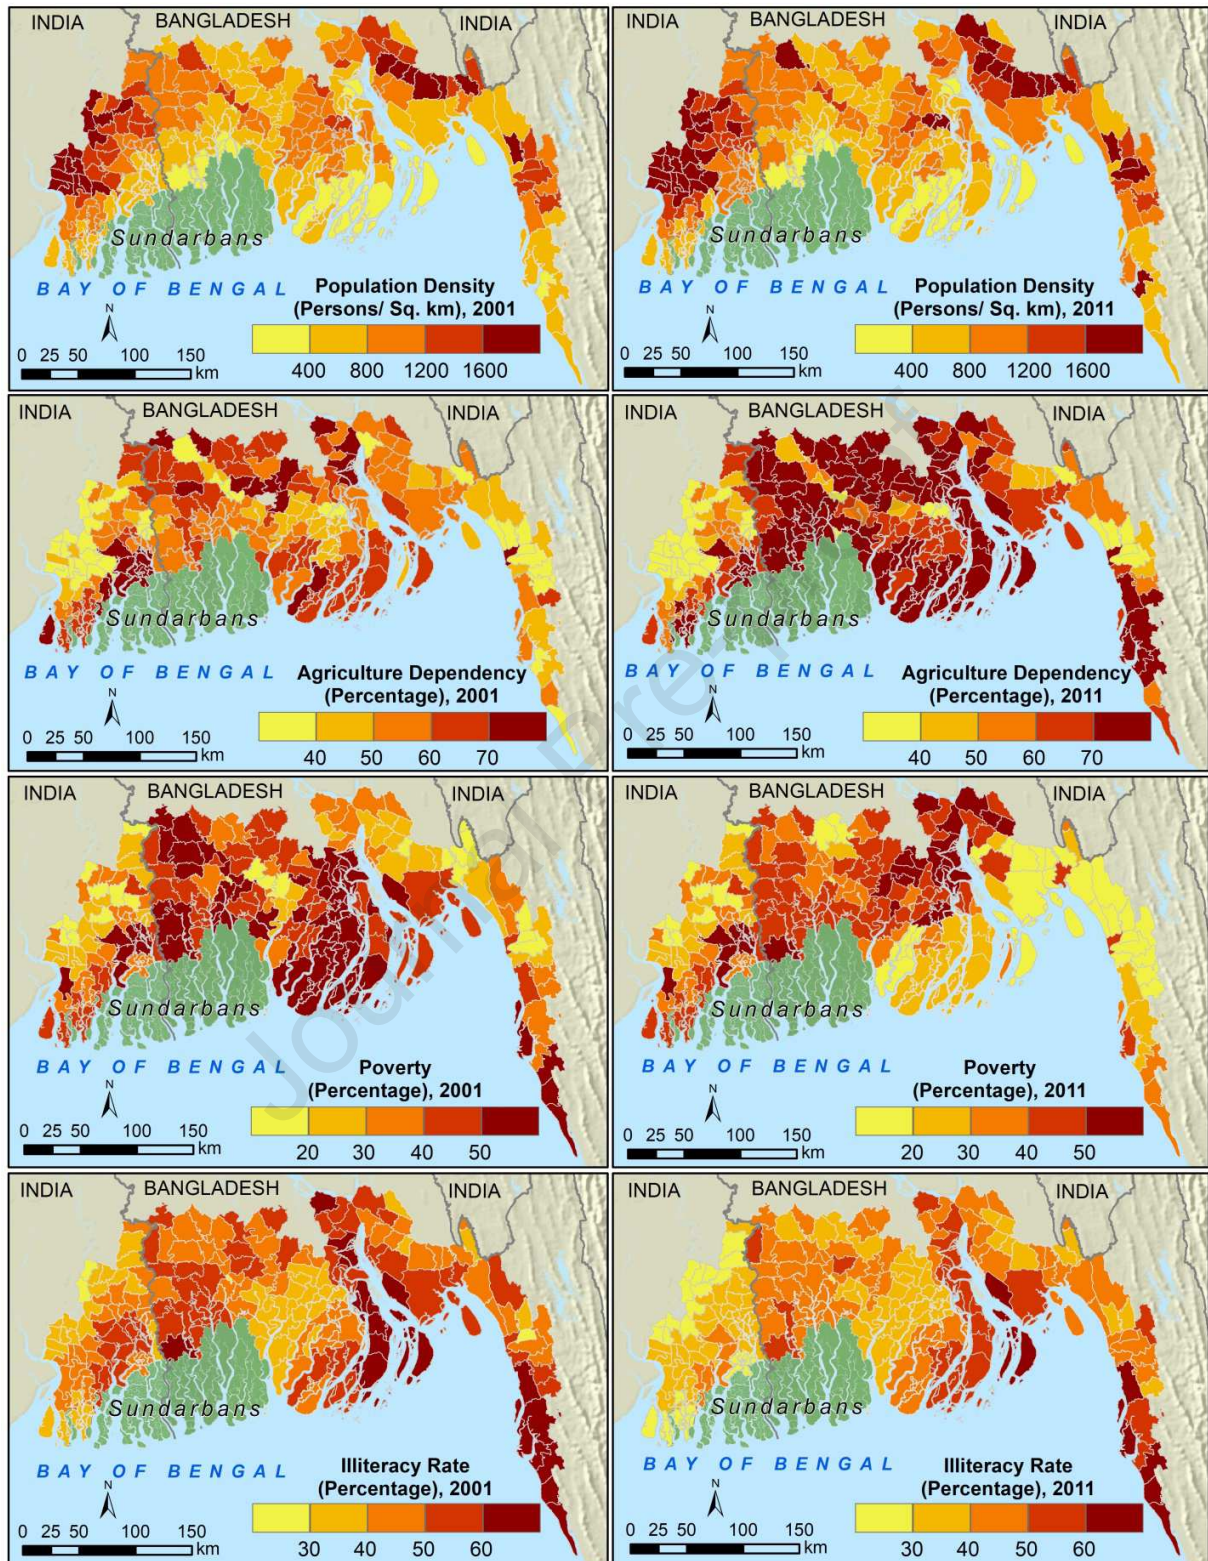 INDIA BANGLADESH INDIA
Sundarbans
BAY OF BENGAL
Population Density
(Persons/ Sq. km), 2001
N
0 25 50 100 150
km
400 800 1200 1600
INDIA BANGLADESH INDIA
Sundarbans
BAY OF BENGAL
Population Density
(Persons/ Sq. km), 2011
N
0 25 50 100 150
km
400 800 1200 1600
INDIA BANGLADESH INDIA
Sundarbans
BAY OF BENGAL
Agriculture Dependency
(Percentage), 2001
N
0 25 50 100 150
km
40 50 60 70
INDIA BANGLADESH INDIA
Sundarbans
BAY OF BENGAL
Agriculture Dependency
(Percentage), 2011
N
0 25 50 100 150
km
40 50 60 70
INDIA BANGLADESH INDIA
Sundarbans
BAY OF BENGAL
Poverty
(Percentage), 2001
N
0 25 50 100 150
km
20 30 40 50
INDIA BANGLADESH INDIA
Sundarbans
BAY OF BENGAL
Poverty
(Percentage), 2011
N
0 25 50 100 150
km
20 30 40 50
INDIA BANGLADESH INDIA
Sundarbans
BAY OF BENGAL
Illiteracy Rate
(Percentage), 2001
N
0 25 50 100 150
km
30 40 50 60
INDIA BANGLADESH INDIA
Sundarbans
BAY OF BENGAL
Illiteracy Rate
(Percentage), 2011
N
0 25 50 100 150
km
30 40 50 60